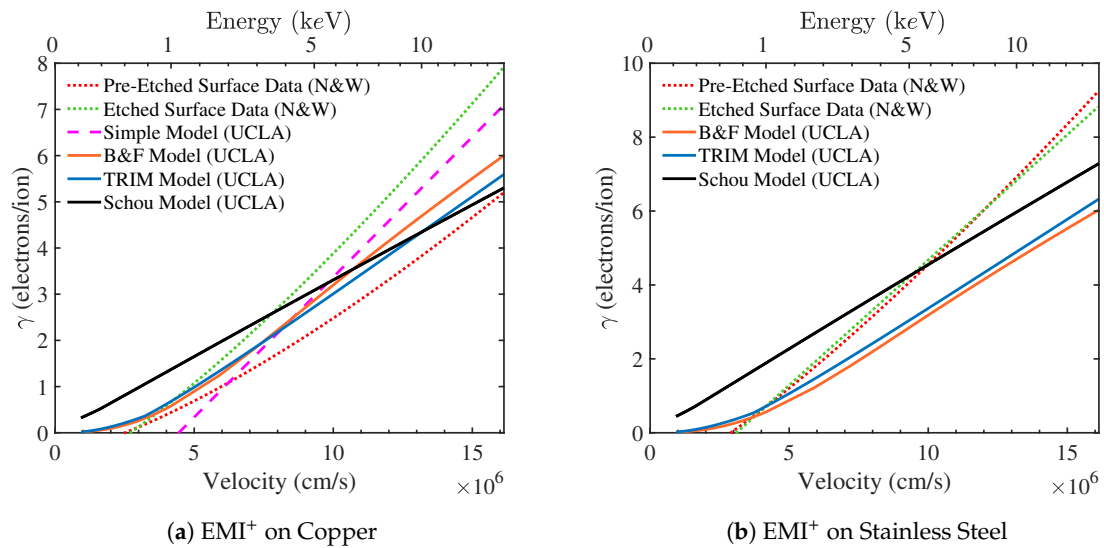 Energy (keV)
0 1 5 10
8
7
6
5
4
3
2
1
0
γ (electrons/ion)
Pre-Etched Surface Data (N&W)
Etched Surface Data (N&W)
Simple Model (UCLA)
B&F Model (UCLA)
TRIM Model (UCLA)
Schou Model (UCLA)
0 5 10 15
Velocity (cm/s)
×10⁶
(a) EMI⁺ on Copper
Energy (keV)
0 1 5 10
10
8
6
4
2
0
γ (electrons/ion)
Pre-Etched Surface Data (N&W)
Etched Surface Data (N&W)
B&F Model (UCLA)
TRIM Model (UCLA)
Schou Model (UCLA)
0 5 10 15
Velocity (cm/s)
×10⁶
(b) EMI⁺ on Stainless Steel